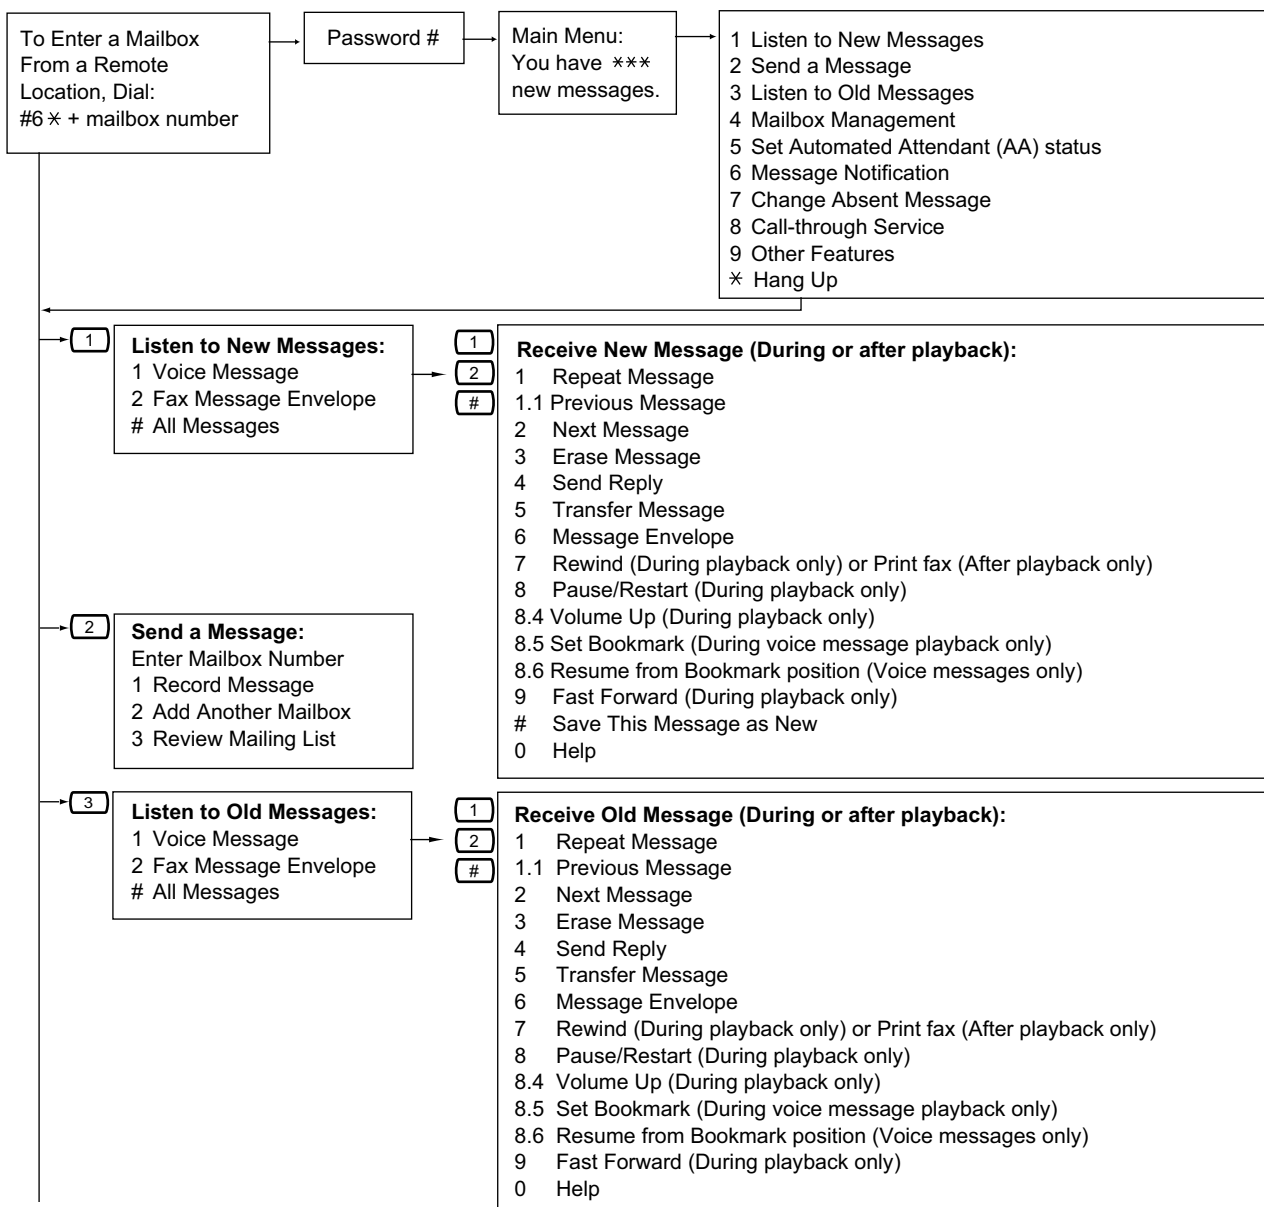 To Enter a Mailbox
From a Remote
Location, Dial:
#6 * + mailbox number
Password #
Main Menu:
You have ***
new messages.
1 Listen to New Messages
2 Send a Message
3 Listen to Old Messages
4 Mailbox Management
5 Set Automated Attendant (AA) status
6 Message Notification
7 Change Absent Message
8 Call-through Service
9 Other Features
* Hang Up
1
Listen to New Messages:
1 Voice Message
2 Fax Message Envelope
# All Messages
1
2
#
Receive New Message (During or after playback):
1 Repeat Message
1.1 Previous Message
2 Next Message
3 Erase Message
4 Send Reply
5 Transfer Message
6 Message Envelope
7 Rewind (During playback only) or Print fax (After playback only)
8 Pause/Restart (During playback only)
8.4 Volume Up (During playback only)
8.5 Set Bookmark (During voice message playback only)
8.6 Resume from Bookmark position (Voice messages only)
9 Fast Forward (During playback only)
# Save This Message as New
0 Help
2
Send a Message:
Enter Mailbox Number
1 Record Message
2 Add Another Mailbox
3 Review Mailing List
3
Listen to Old Messages:
1 Voice Message
2 Fax Message Envelope
# All Messages
1
2
#
Receive Old Message (During or after playback):
1 Repeat Message
1.1 Previous Message
2 Next Message
3 Erase Message
4 Send Reply
5 Transfer Message
6 Message Envelope
7 Rewind (During playback only) or Print fax (After playback only)
8 Pause/Restart (During playback only)
8.4 Volume Up (During playback only)
8.5 Set Bookmark (During voice message playback only)
8.6 Resume from Bookmark position (Voice messages only)
9 Fast Forward (During playback only)
0 Help